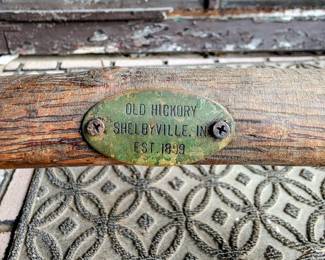 OLD HICKORY
SHELBYVILLE, IN
EST. 1899